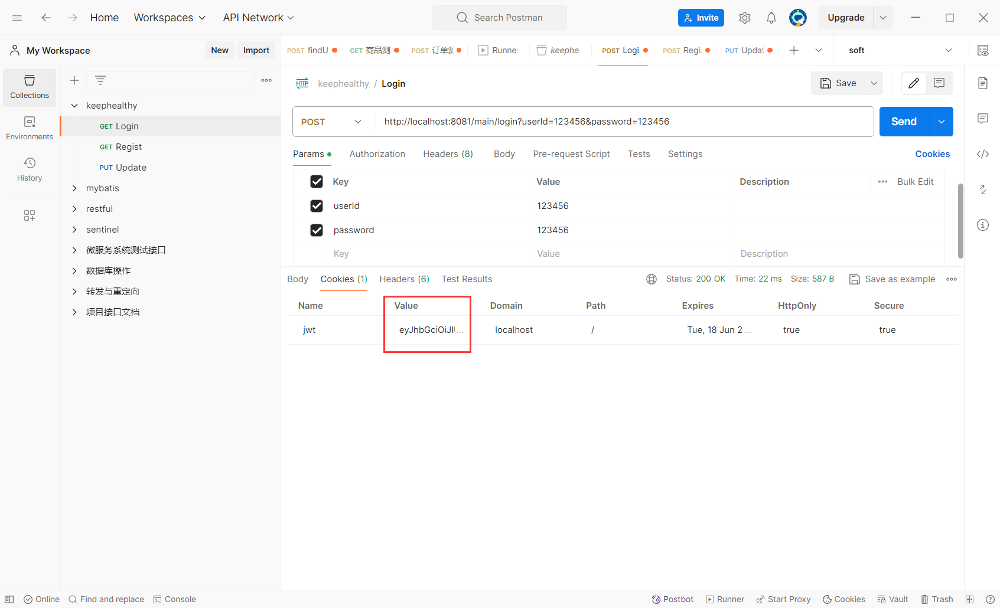 Home Workspaces API Network Search Postman Invite Upgrade
My Workspace New Import POST findU GET 商品测 POST 订单测 Runner keephe POST Logi POST Regis PUT Updat soft
Collections
Environments
History
keephealthy
GET Login
GET Regist
PUT Update
mybatis
restful
sentinel
微服务系统测试接口
数据库操作
转发与重定向
项目接口文档
HTTP keephealthy / Login Save
POST http://localhost:8081/main/login?userId=123456&password=123456 Send
Params Authorization Headers (8) Body Pre-request Script Tests Settings Cookies
Key Value Description Bulk Edit
userId 123456
password 123456
Key Value Description
Body Cookies (1) Headers (6) Test Results Status: 200 OK Time: 22 ms Size: 587 B Save as example
Name Value Domain Path Expires HttpOnly Secure
jwt eyJhbGciOiJI... localhost / Tue, 18 Jun 2... true true
Online Find and replace Console Postbot Runner Start Proxy Cookies Vault Trash